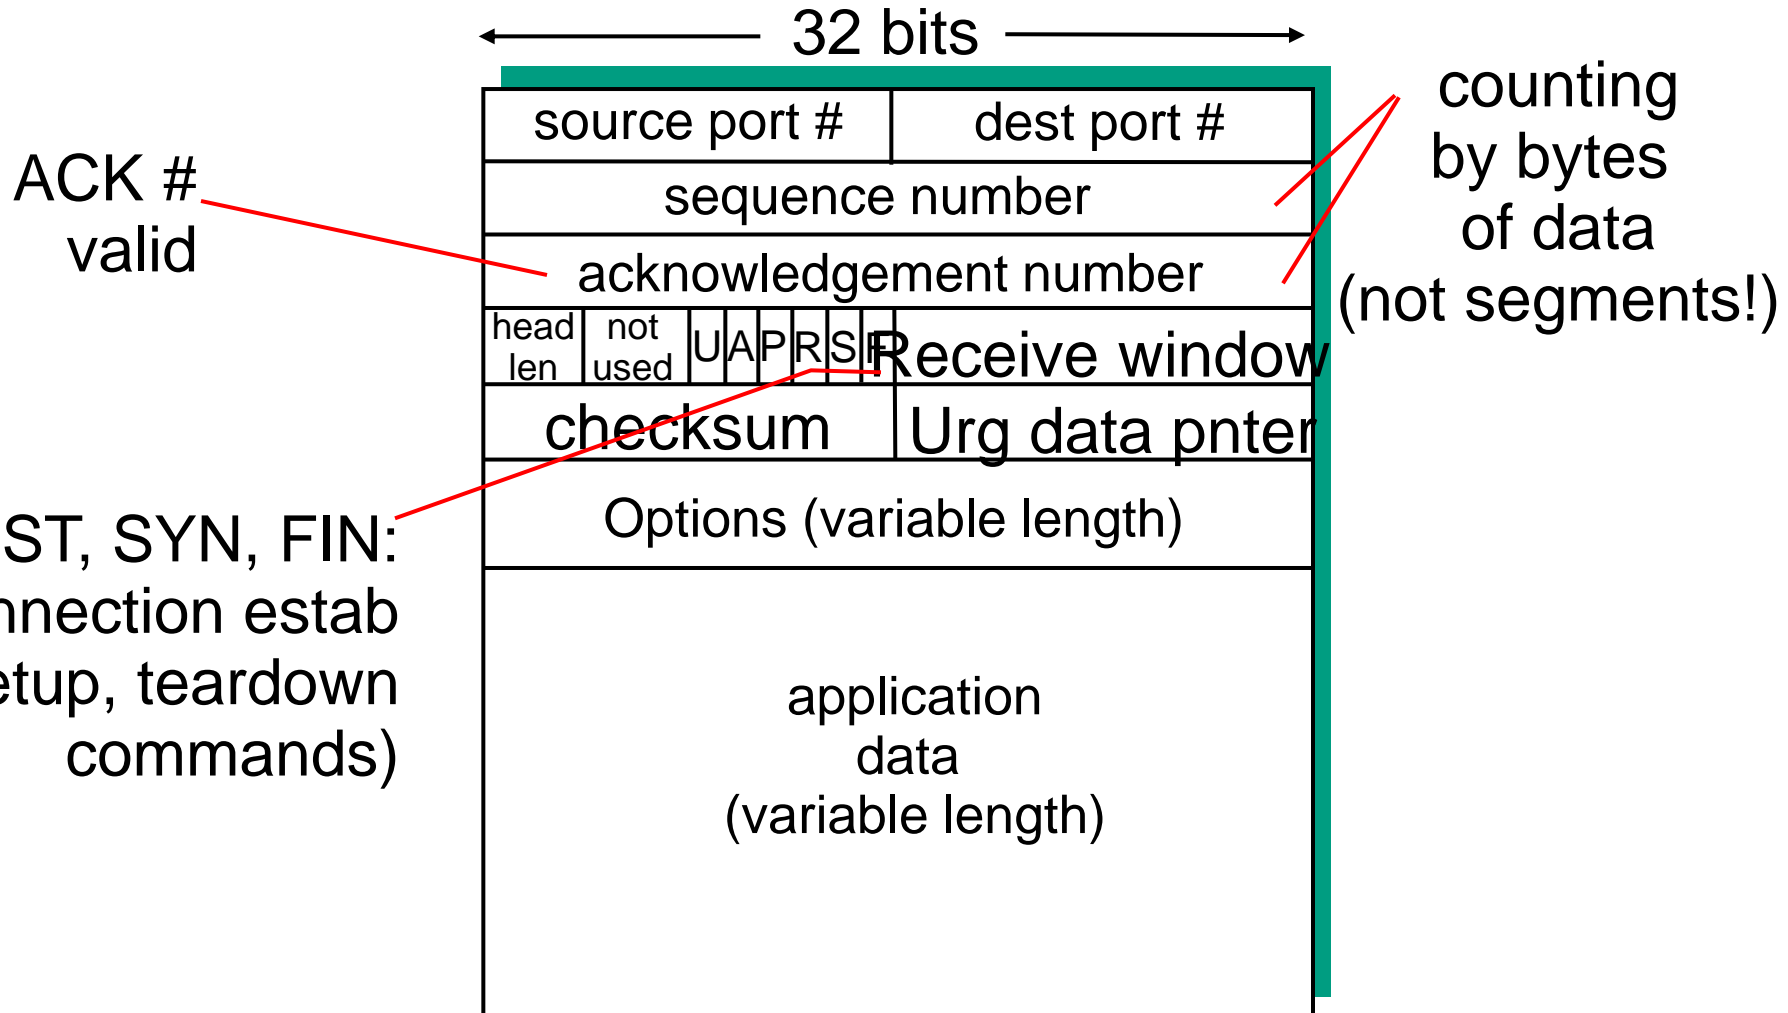 32 bits
source port # dest port #
counting
by bytes
of data
(not segments!)
ACK #
valid
sequence number
acknowledgement number
head
len
not
used
U A P R S F
Receive window
checksum Urg data pnter
Options (variable length)
ST, SYN, FIN:
nnection estab
etup, teardown
commands)
application
data
(variable length)